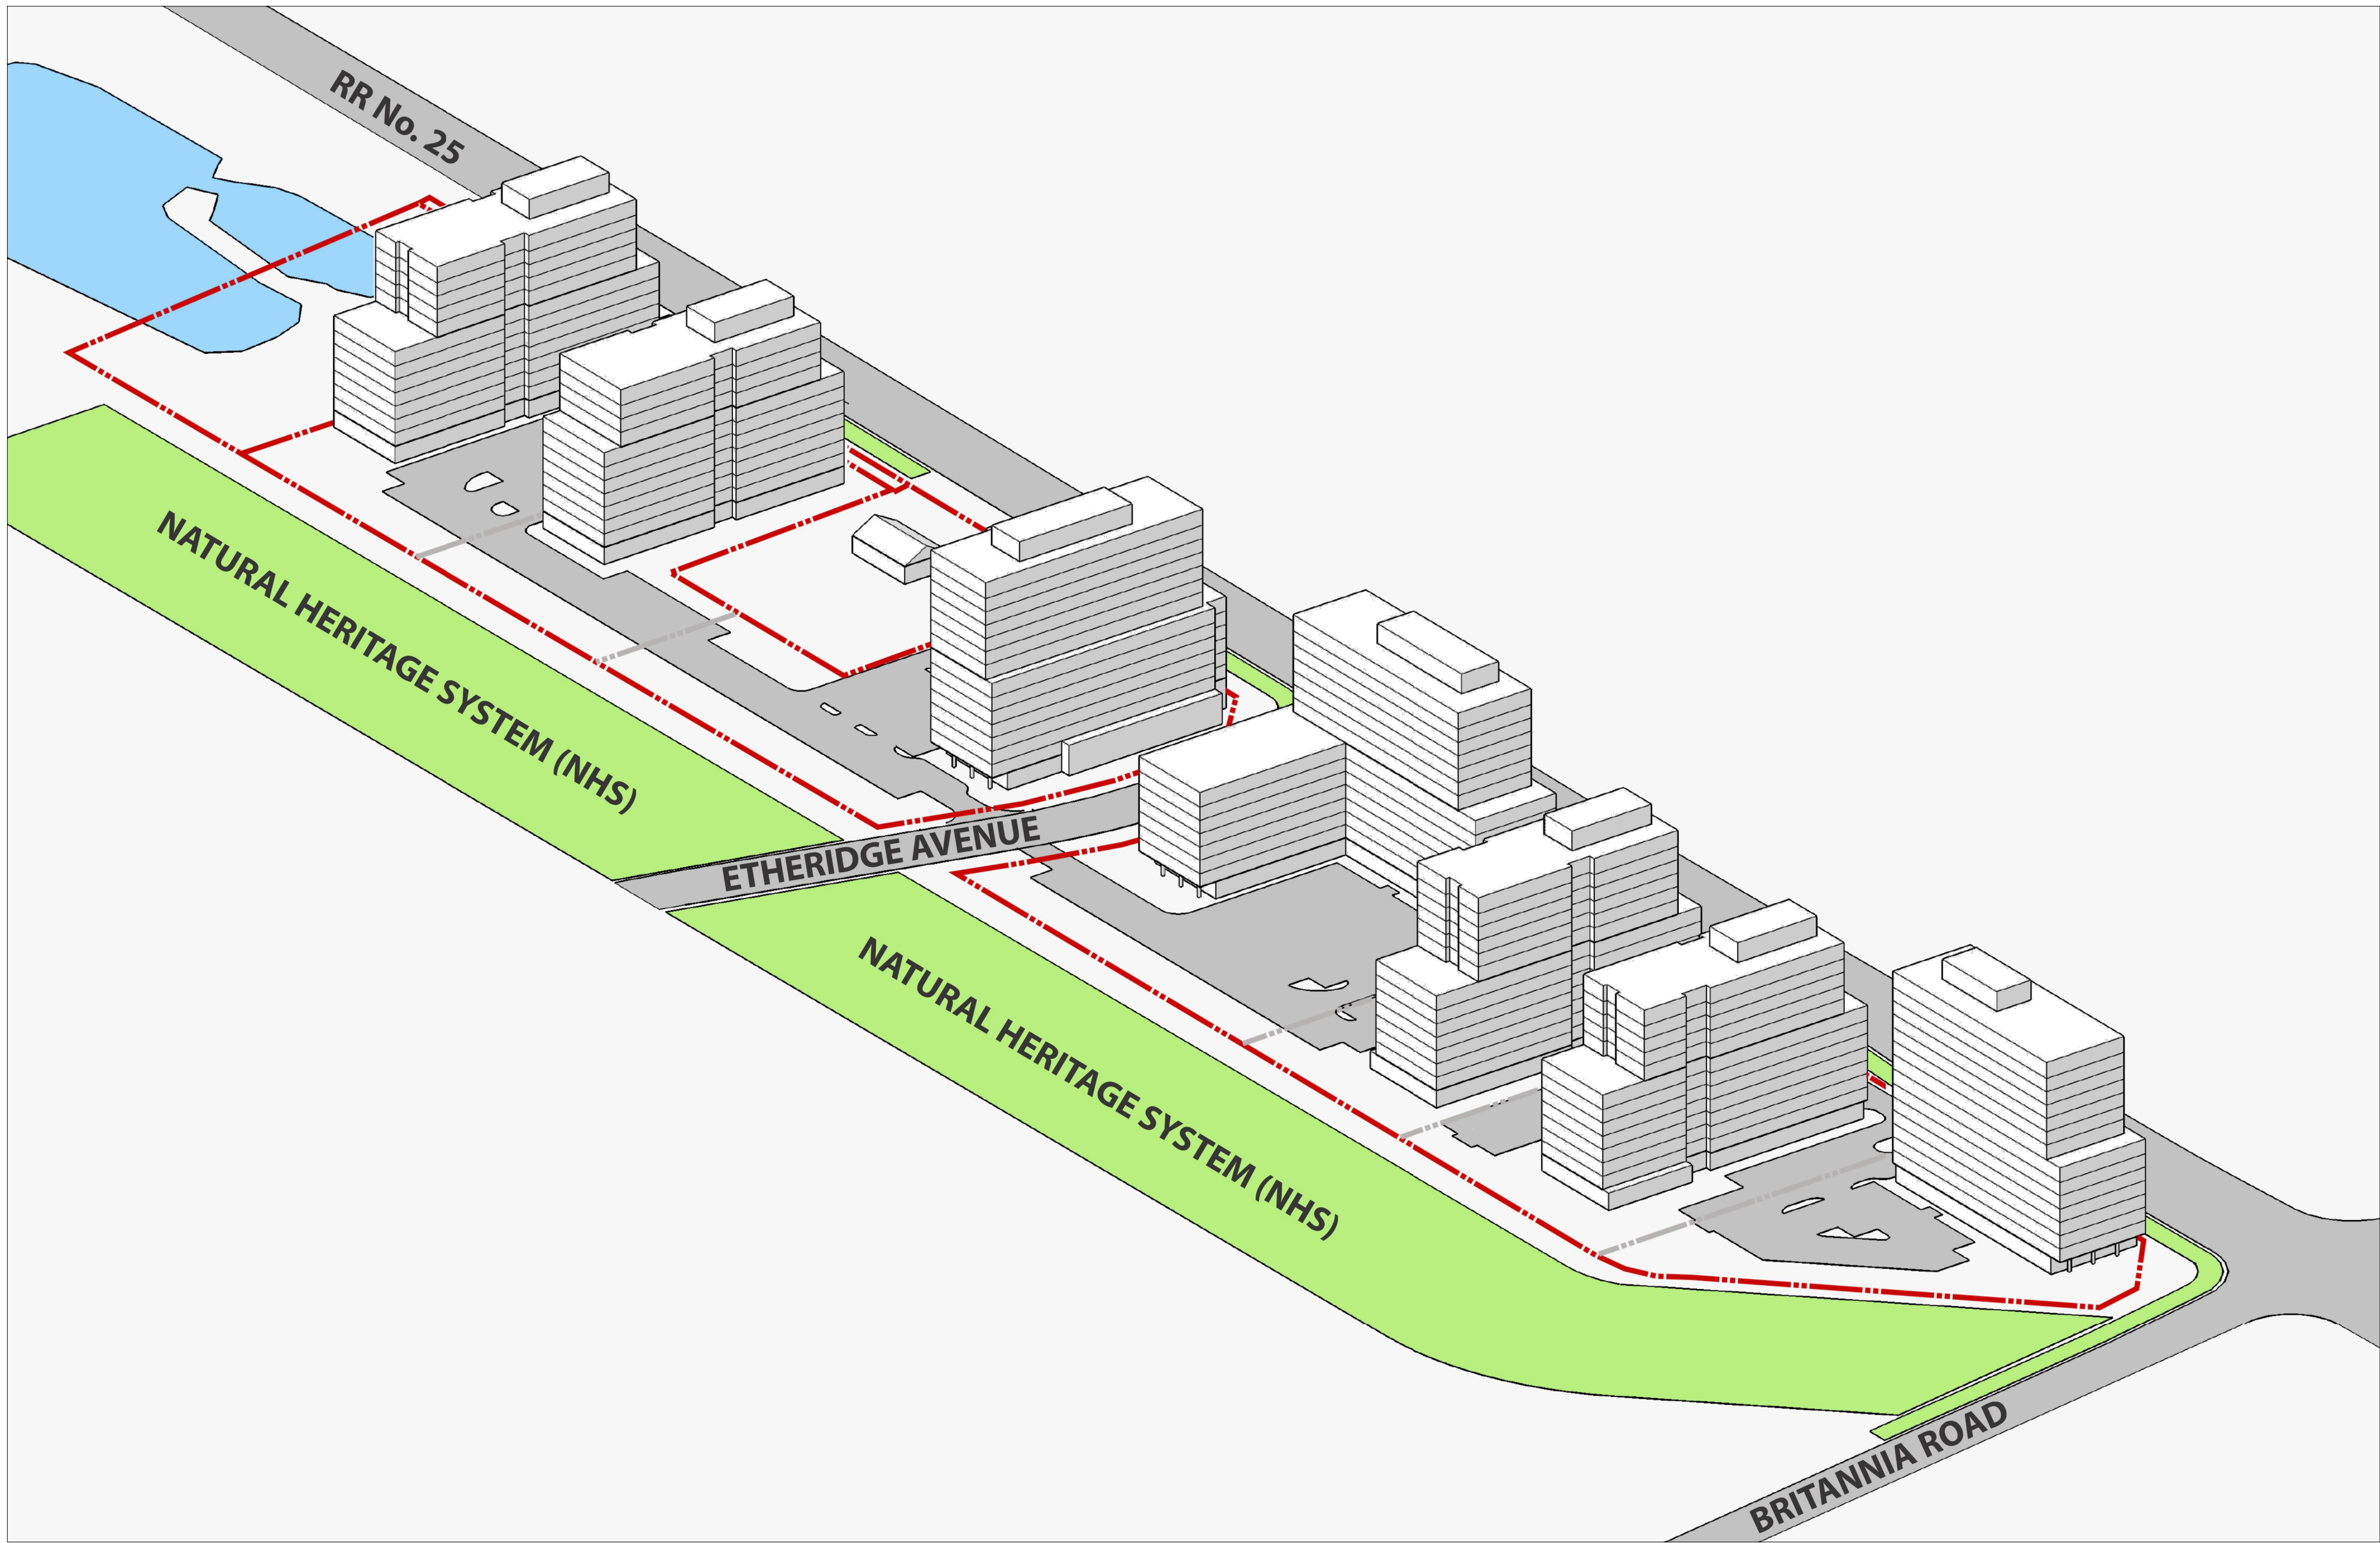 RR No. 25
NATURAL HERITAGE SYSTEM (NHS)
ETHERIDGE AVENUE
NATURAL HERITAGE SYSTEM (NHS)
BRITANNIA ROAD